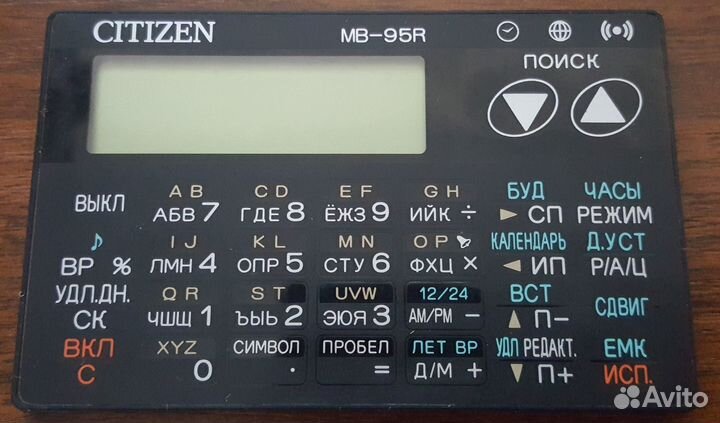 CITIZEN MB-95R
ПОИСК
A B C D E F G H БУД ЧАСЫ
ВЫКЛ АБВ 7 ГДЕ 8 ЁЖЗ 9 ИЙК ÷ ► СП РЕЖИМ
♪ I J K L M N O P КАЛЕНДАРЬ Д.УСТ
ВР % ЛМН 4 ОПР 5 СТУ 6 ФХЦ × ◄ ИП Р/А/Ц
УДЛ.ДН. Q R S T UVW 12/24 ВСТ СДВИГ
СК ЧШЩ 1 ЪЫЬ 2 ЭЮЯ 3 AM/PM − ▲ П−
ВКЛ XYZ СИМВОЛ ПРОБЕЛ ЛЕТ ВР УДЛ РЕДАКТ. ЕМК
С 0 . = Д/М + ▼ П+ ИСП.
Avito